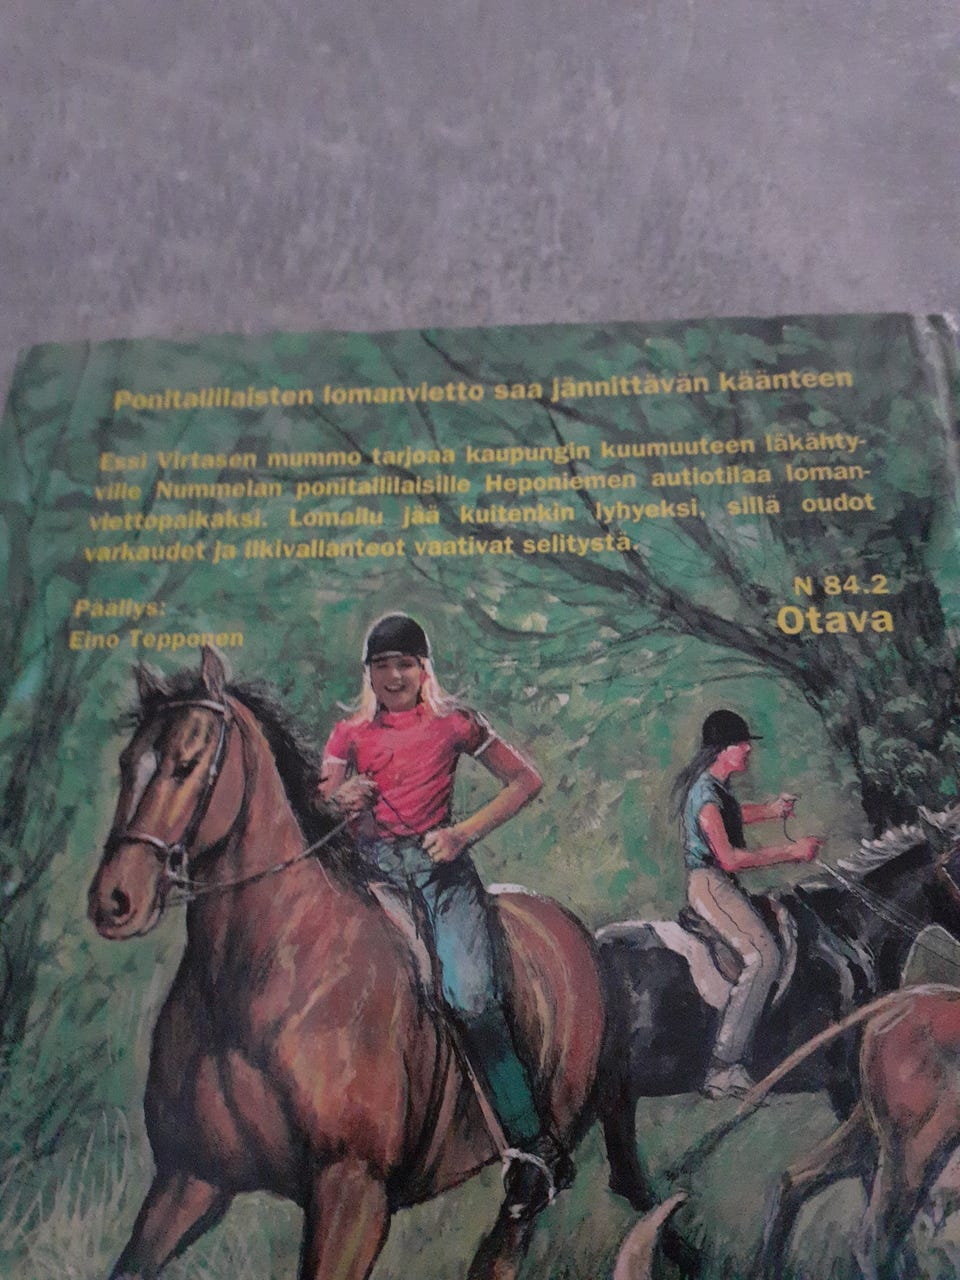 Ponitallilaisten lomanvietto saa jännittävän käänteen
Essi Virtasen mummo tarjoaa kaupungin kuumuuteen läkähty-
ville Nummelan ponitallilaisille Heponiemen autiotilaa loman-
viettopaikaksi. Lomailu jää kuitenkin lyhyeksi, sillä oudot
varkaudet ja ilkivallanteot vaativat selitystä.
N 84.2
Otava
Päällys:
Eino Tepponen